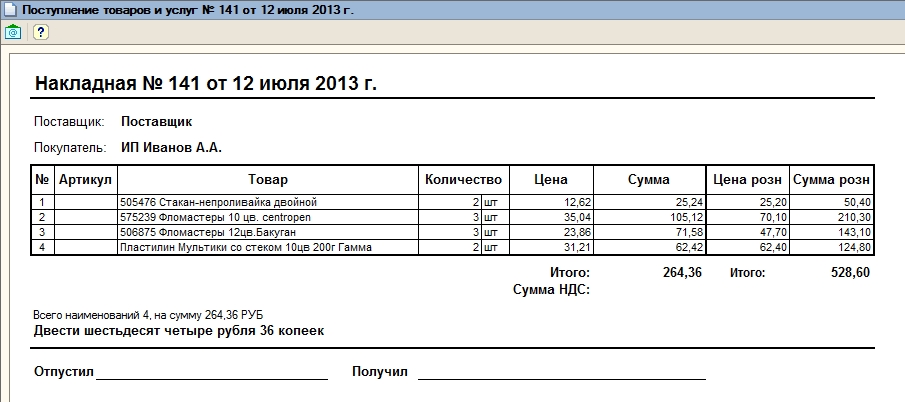 Поступление товаров и услуг № 141 от 12 июля 2013 г.
@ ?
Накладная № 141 от 12 июля 2013 г.
Поставщик: Поставщик
Покупатель: ИП Иванов А.А.
№ Артикул Товар Количество Цена Сумма Цена розн Сумма розн
1 505476 Стакан-непроливайка двойной 2 шт 12,62 25,24 25,20 50,40
2 575239 Фломастеры 10 цв. centropen 3 шт 35,04 105,12 70,10 210,30
3 506875 Фломастеры 12цв.Бакуган 3 шт 23,86 71,58 47,70 143,10
4 Пластилин Мультики со стеком 10цв 200г Гамма 2 шт 31,21 62,42 62,40 124,80
Итого: 264,36 Итого: 528,60
Сумма НДС:
Всего наименований 4, на сумму 264,36 РУБ
Двести шестьдесят четыре рубля 36 копеек
Отпустил Получил